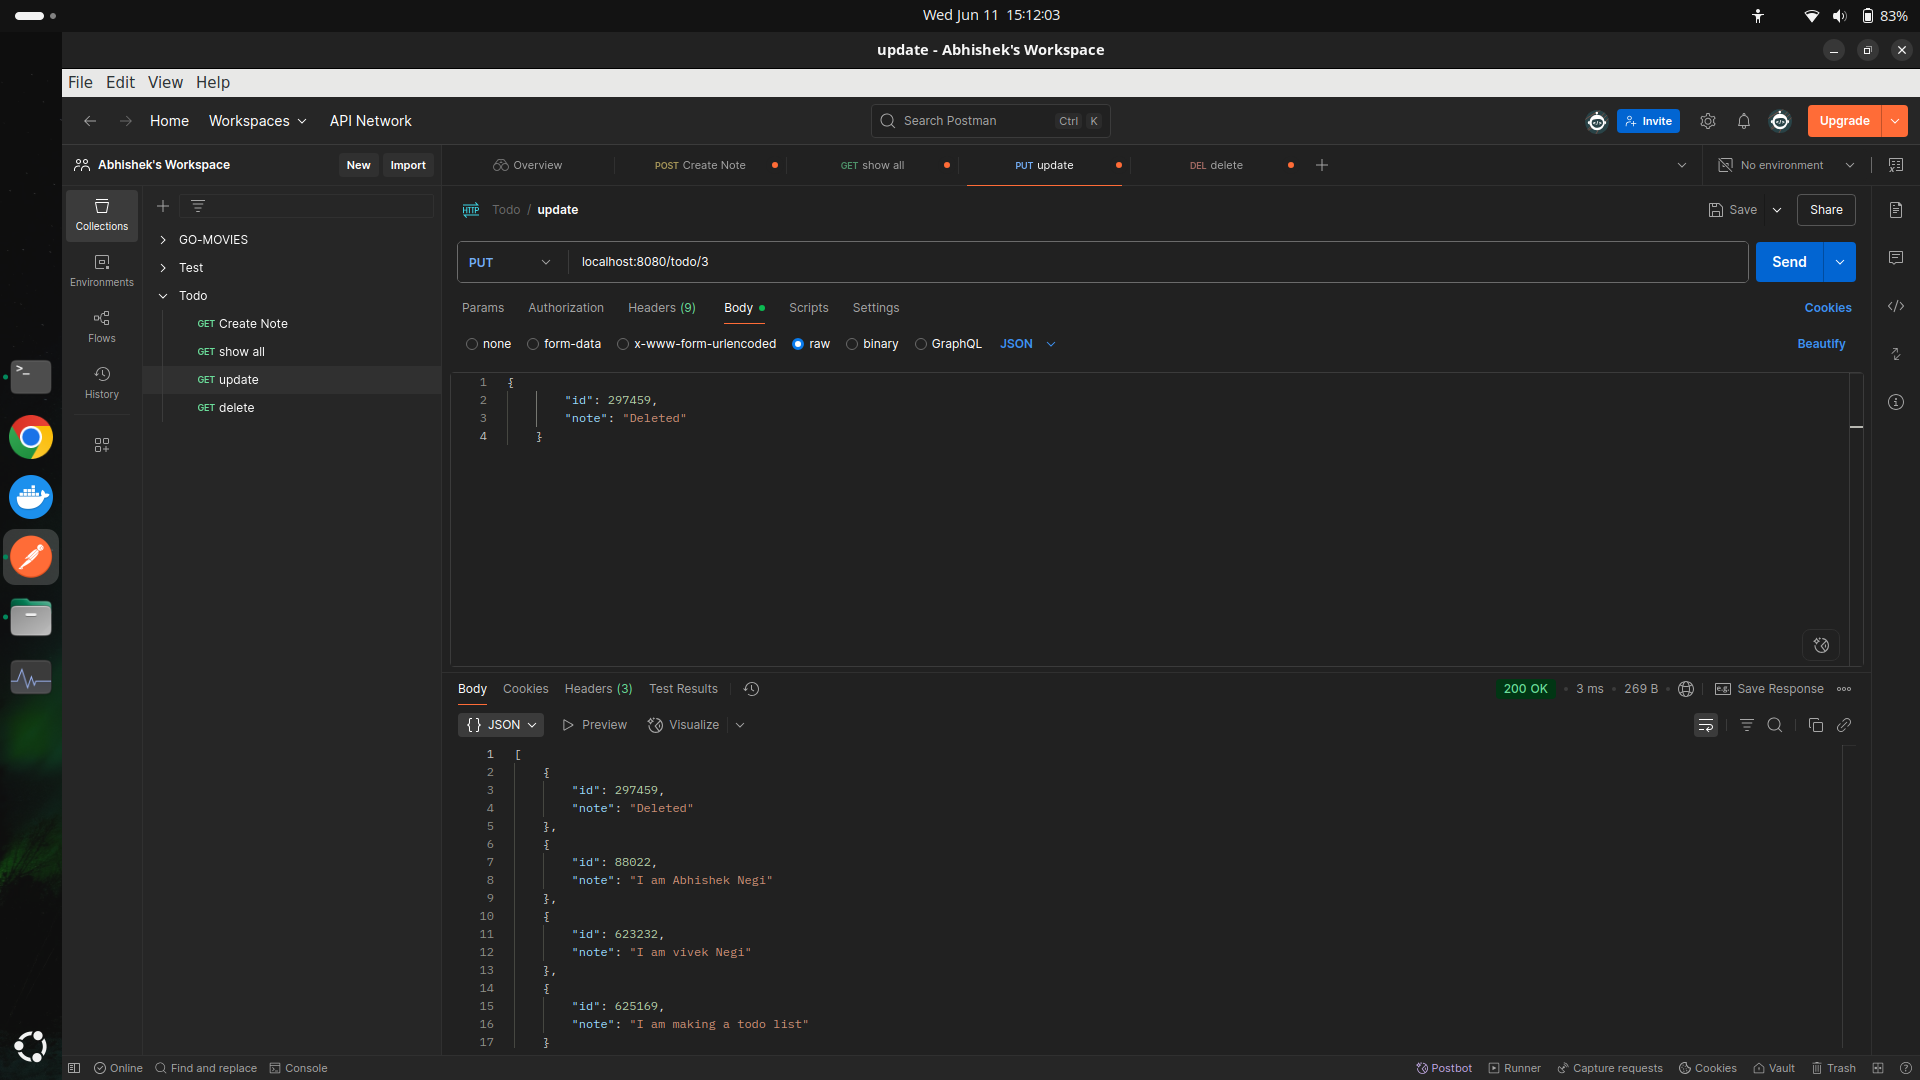 Wed Jun 11 15:12:03
83%
update - Abhishek's Workspace
File Edit View Help
Home Workspaces API Network
Search Postman Ctrl K
Invite
Upgrade
Abhishek's Workspace New Import
Overview POST Create Note GET show all PUT update DEL delete
No environment
Collections
Environments
Flows
History
GO-MOVIES
Test
Todo
GET Create Note
GET show all
GET update
GET delete
HTTP Todo / update
Save Share
PUT localhost:8080/todo/3 Send
Params Authorization Headers (9) Body Scripts Settings Cookies
none form-data x-www-form-urlencoded raw binary GraphQL JSON Beautify
1 {
2 "id": 297459,
3 "note": "Deleted"
4 }
Body Cookies Headers (3) Test Results 200 OK • 3 ms • 269 B e.g. Save Response
{} JSON Preview Visualize
1 [
2 {
3 "id": 297459,
4 "note": "Deleted"
5 },
6 {
7 "id": 88022,
8 "note": "I am Abhishek Negi"
9 },
10 {
11 "id": 623232,
12 "note": "I am vivek Negi"
13 },
14 {
15 "id": 625169,
16 "note": "I am making a todo list"
17 }
Online Find and replace Console
Postbot Runner Capture requests Cookies Vault Trash